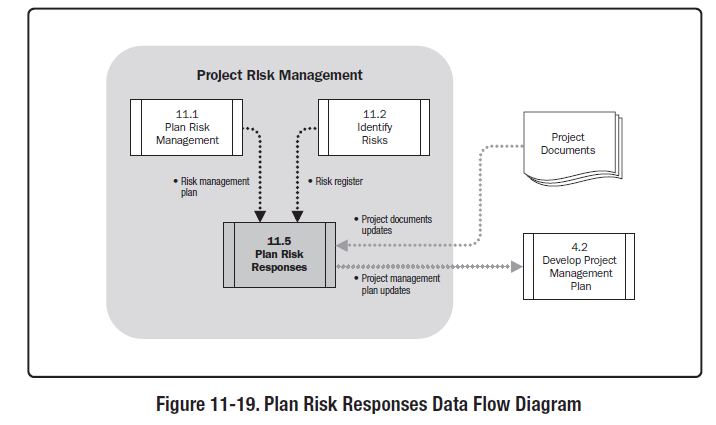 Project Risk Management
11.1
Plan Risk
Management
11.2
Identify
Risks
Project
Documents
• Risk management
plan
• Risk register
• Project documents
updates
11.5
Plan Risk
Responses
4.2
Develop Project
Management
Plan
• Project management
plan updates
Figure 11-19. Plan Risk Responses Data Flow Diagram